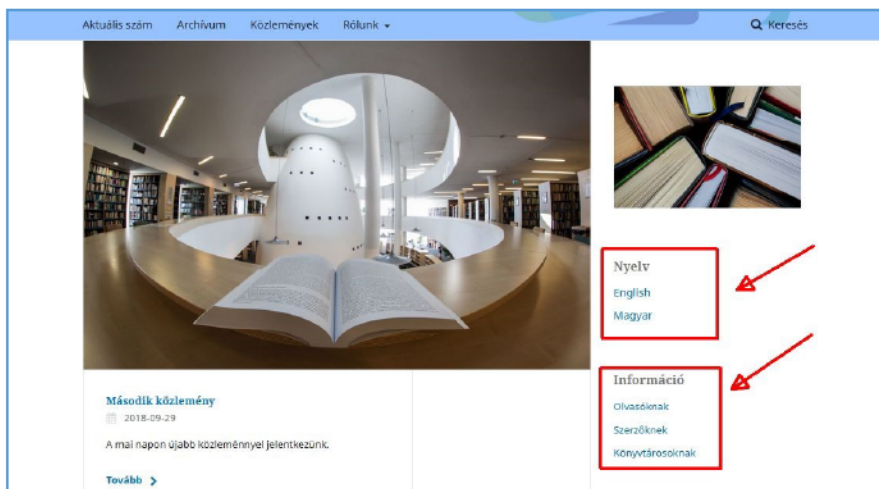 Aktuális szám Archívum Közlemények Rólunk Keresés
Nyelv
English
Magyar
Információ
Olvasóknak
Szerzőknek
Könyvtárosoknak
Második közlemény
2018-09-29
A mai napon újabb közleménnyel jelentkezünk.
Tovább